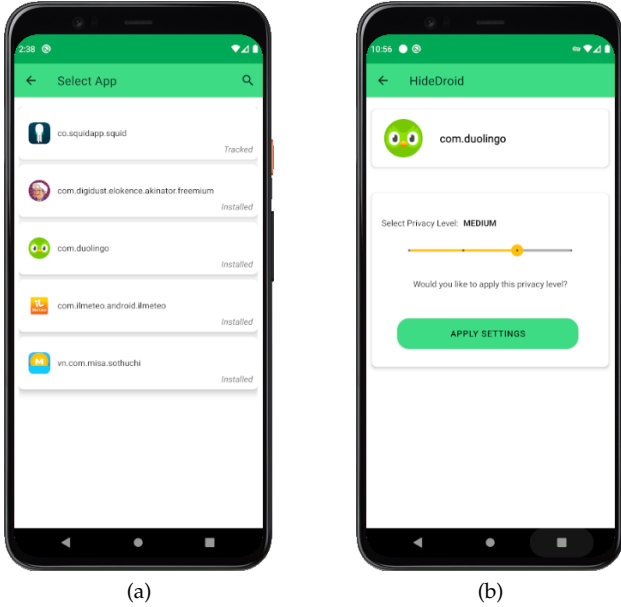 2:38
Select App
co.squidapp.squid
Tracked
com.digidust.elokence.akinator.freemium
Installed
com.duolingo
Installed
com.ilmeteo.android.ilmeteo
Installed
vn.com.misa.sothuchi
Installed
(a)
10:56
HideDroid
com.duolingo
Select Privacy Level: MEDIUM
Would you like to apply this privacy level?
APPLY SETTINGS
(b)